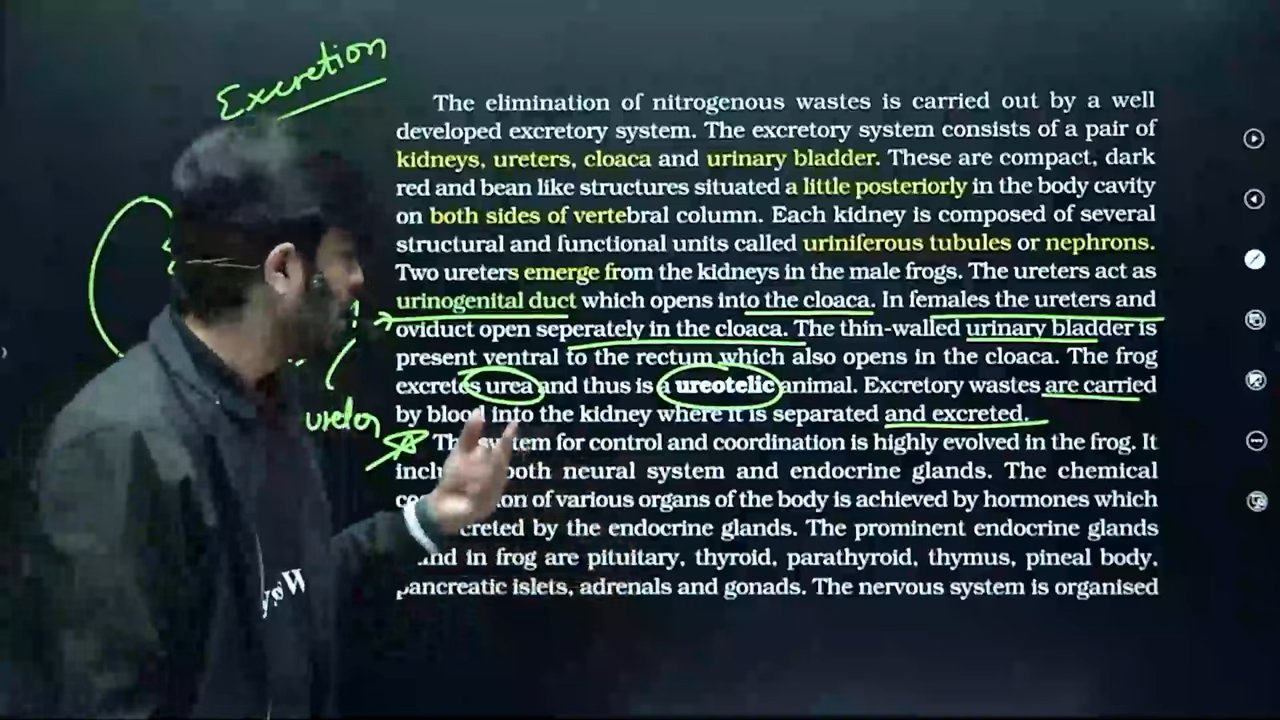 Excretion
The elimination of nitrogenous wastes is carried out by a well
developed excretory system. The excretory system consists of a pair of
kidneys, ureters, cloaca and urinary bladder. These are compact, dark
red and bean like structures situated a little posteriorly in the body cavity
on both sides of vertebral column. Each kidney is composed of several
structural and functional units called uriniferous tubules or nephrons.
Two ureters emerge from the kidneys in the male frogs. The ureters act as
urinogenital duct which opens into the cloaca. In females the ureters and
oviduct open seperately in the cloaca. The thin-walled urinary bladder is
present ventral to the rectum which also opens in the cloaca. The frog
excretes urea and thus is a ureotelic animal. Excretory wastes are carried
by blood into the kidney where it is separated and excreted.
for control and coordination is highly evolved in the frog. It
both neural system and endocrine glands. The chemical
of various organs of the body is achieved by hormones which
by the endocrine glands. The prominent endocrine glands
in frog are pituitary, thyroid, parathyroid, thymus, pineal body,
pancreatic islets, adrenals and gonads. The nervous system is organised